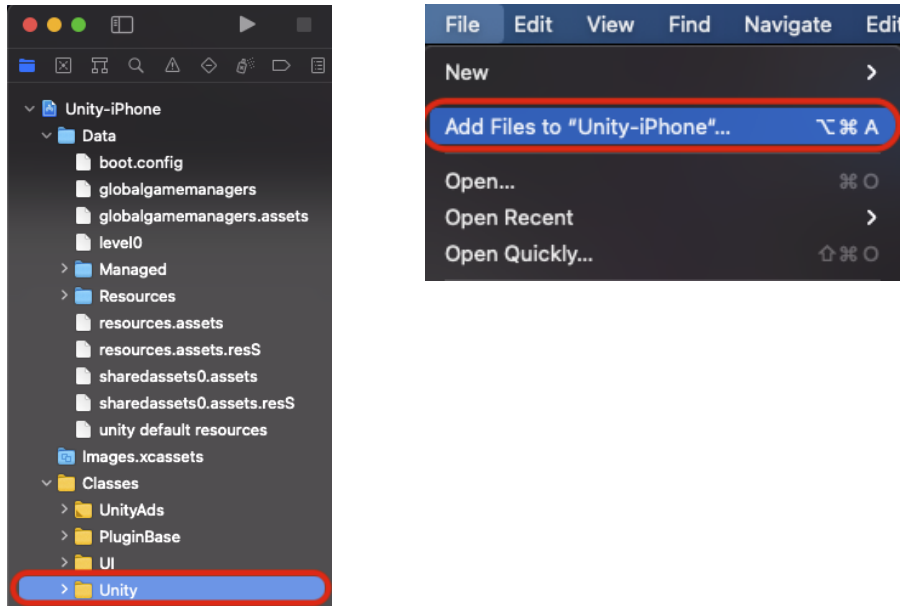 Unity-iPhone
Data
boot.config
globalgamemanagers
globalgamemanagers.assets
level0
Managed
Resources
resources.assets
resources.assets.resS
sharedassets0.assets
sharedassets0.assets.resS
unity default resources
Images.xcassets
Classes
UnityAds
PluginBase
UI
Unity
File Edit View Find Navigate Edit
New
Add Files to “Unity-iPhone”... ⌥⌘A
Open... ⌘O
Open Recent
Open Quickly... ⇧⌘O